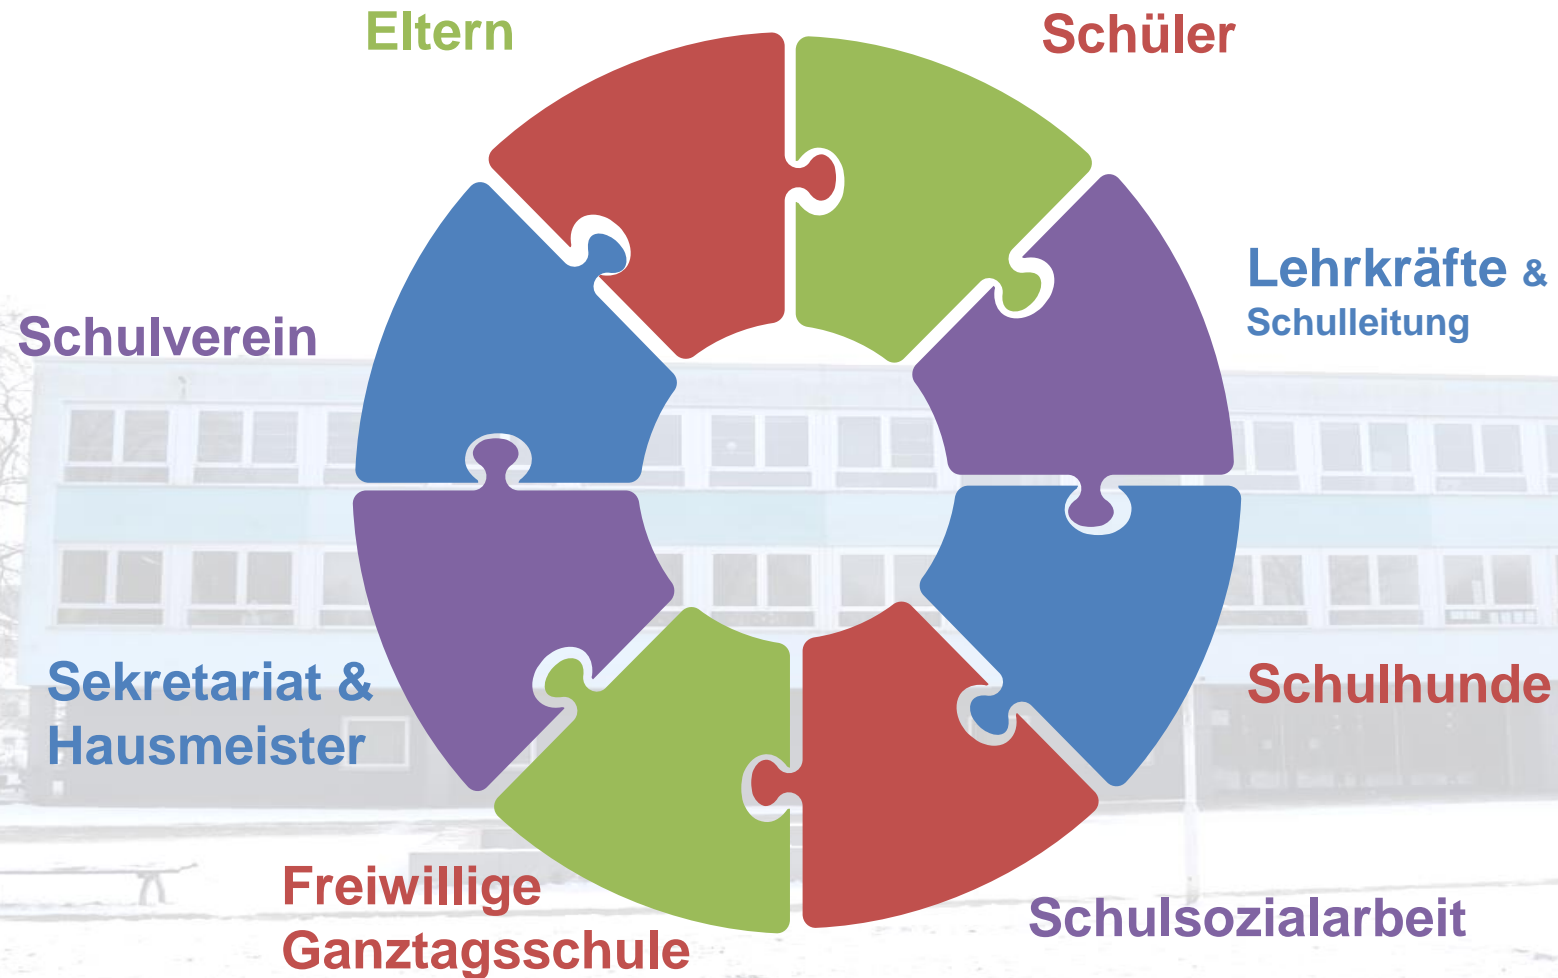 Eltern
Schüler
Lehrkräfte &
Schulleitung
Schulverein
Sekretariat &
Hausmeister
Schulhunde
Freiwillige
Ganztagsschule
Schulsozialarbeit